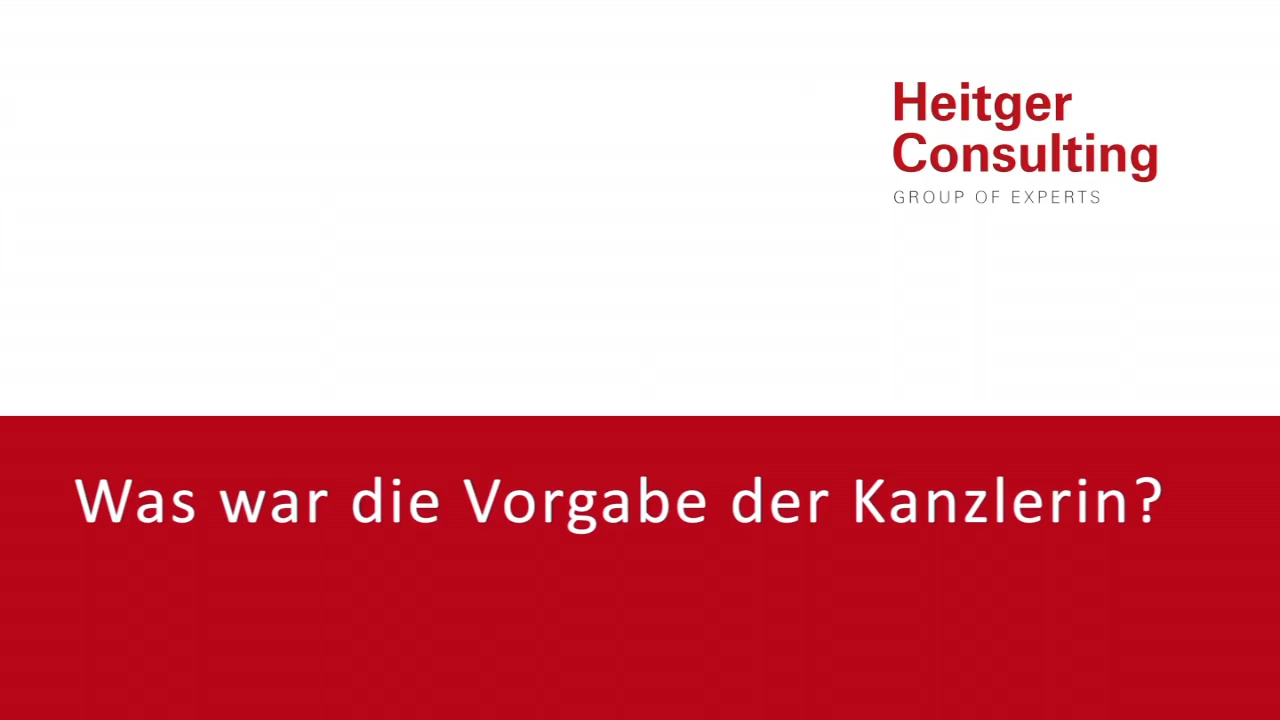 Heitger
Consulting
GROUP OF EXPERTS
Was war die Vorgabe der Kanzlerin?